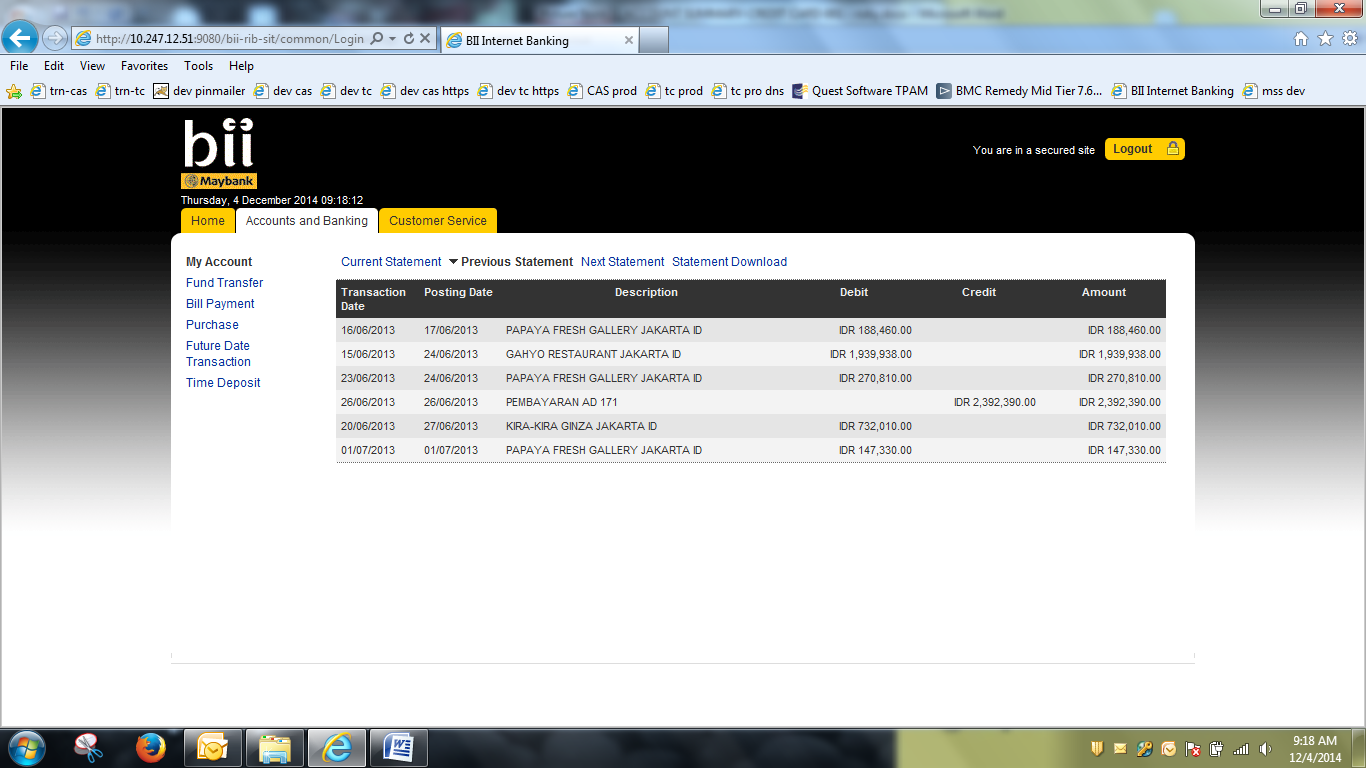 http://10.247.12.51:9080/bii-rib-sit/common/Login
BII Internet Banking
File Edit View Favorites Tools Help
trn-cas trn-tc dev pinmailer dev cas dev tc dev cas https dev tc https CAS prod tc prod tc pro dns Quest Software TPAM BMC Remedy Mid Tier 7.6... BII Internet Banking mss dev
bii
Maybank
You are in a secured site Logout
Thursday, 4 December 2014 09:18:12
Home Accounts and Banking Customer Service
My Account
Fund Transfer
Bill Payment
Purchase
Future Date
Transaction
Time Deposit
Current Statement Previous Statement Next Statement Statement Download
Transaction Date Posting Date Description Debit Credit Amount
16/06/2013 17/06/2013 PAPAYA FRESH GALLERY JAKARTA ID IDR 188,460.00 IDR 188,460.00
15/06/2013 24/06/2013 GAHYO RESTAURANT JAKARTA ID IDR 1,939,938.00 IDR 1,939,938.00
23/06/2013 24/06/2013 PAPAYA FRESH GALLERY JAKARTA ID IDR 270,810.00 IDR 270,810.00
26/06/2013 26/06/2013 PEMBAYARAN AD 171 IDR 2,392,390.00 IDR 2,392,390.00
20/06/2013 27/06/2013 KIRA-KIRA GINZA JAKARTA ID IDR 732,010.00 IDR 732,010.00
01/07/2013 01/07/2013 PAPAYA FRESH GALLERY JAKARTA ID IDR 147,330.00 IDR 147,330.00
9:18 AM
12/4/2014